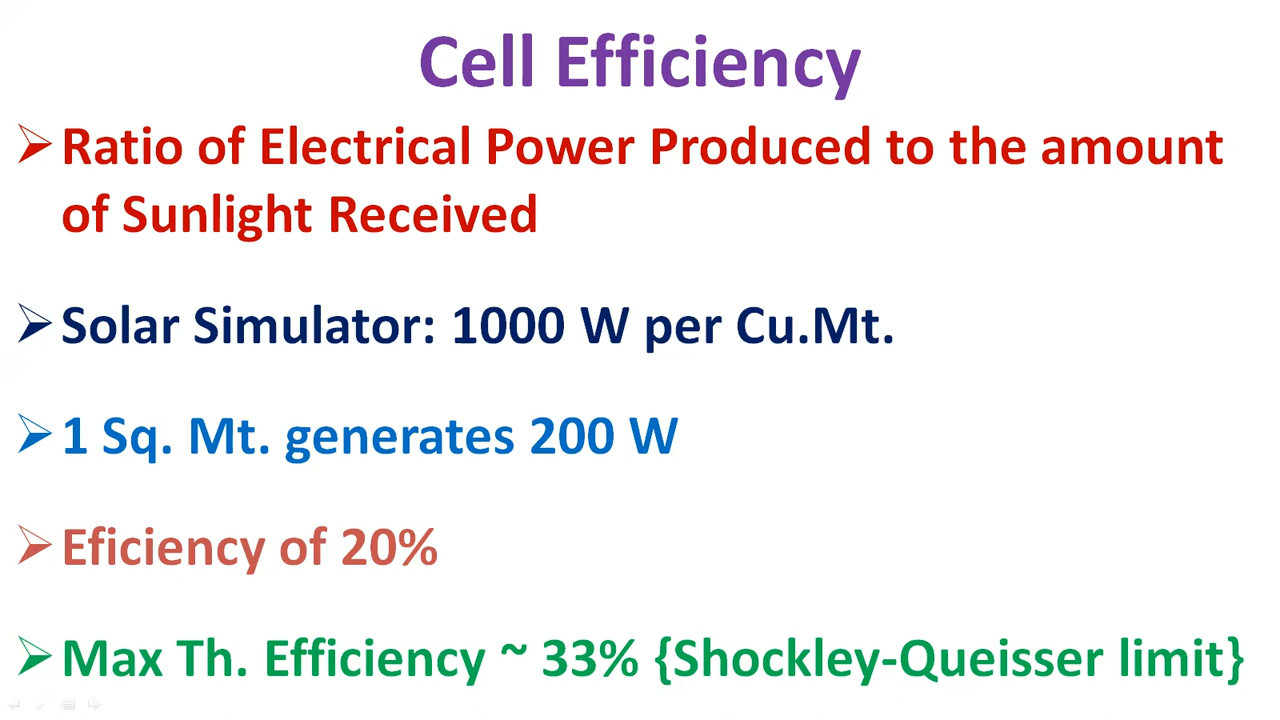 Cell Efficiency
Ratio of Electrical Power Produced to the amount
of Sunlight Received
Solar Simulator: 1000 W per Cu.Mt.
1 Sq. Mt. generates 200 W
Eficiency of 20%
Max Th. Efficiency ~ 33% {Shockley-Queisser limit}